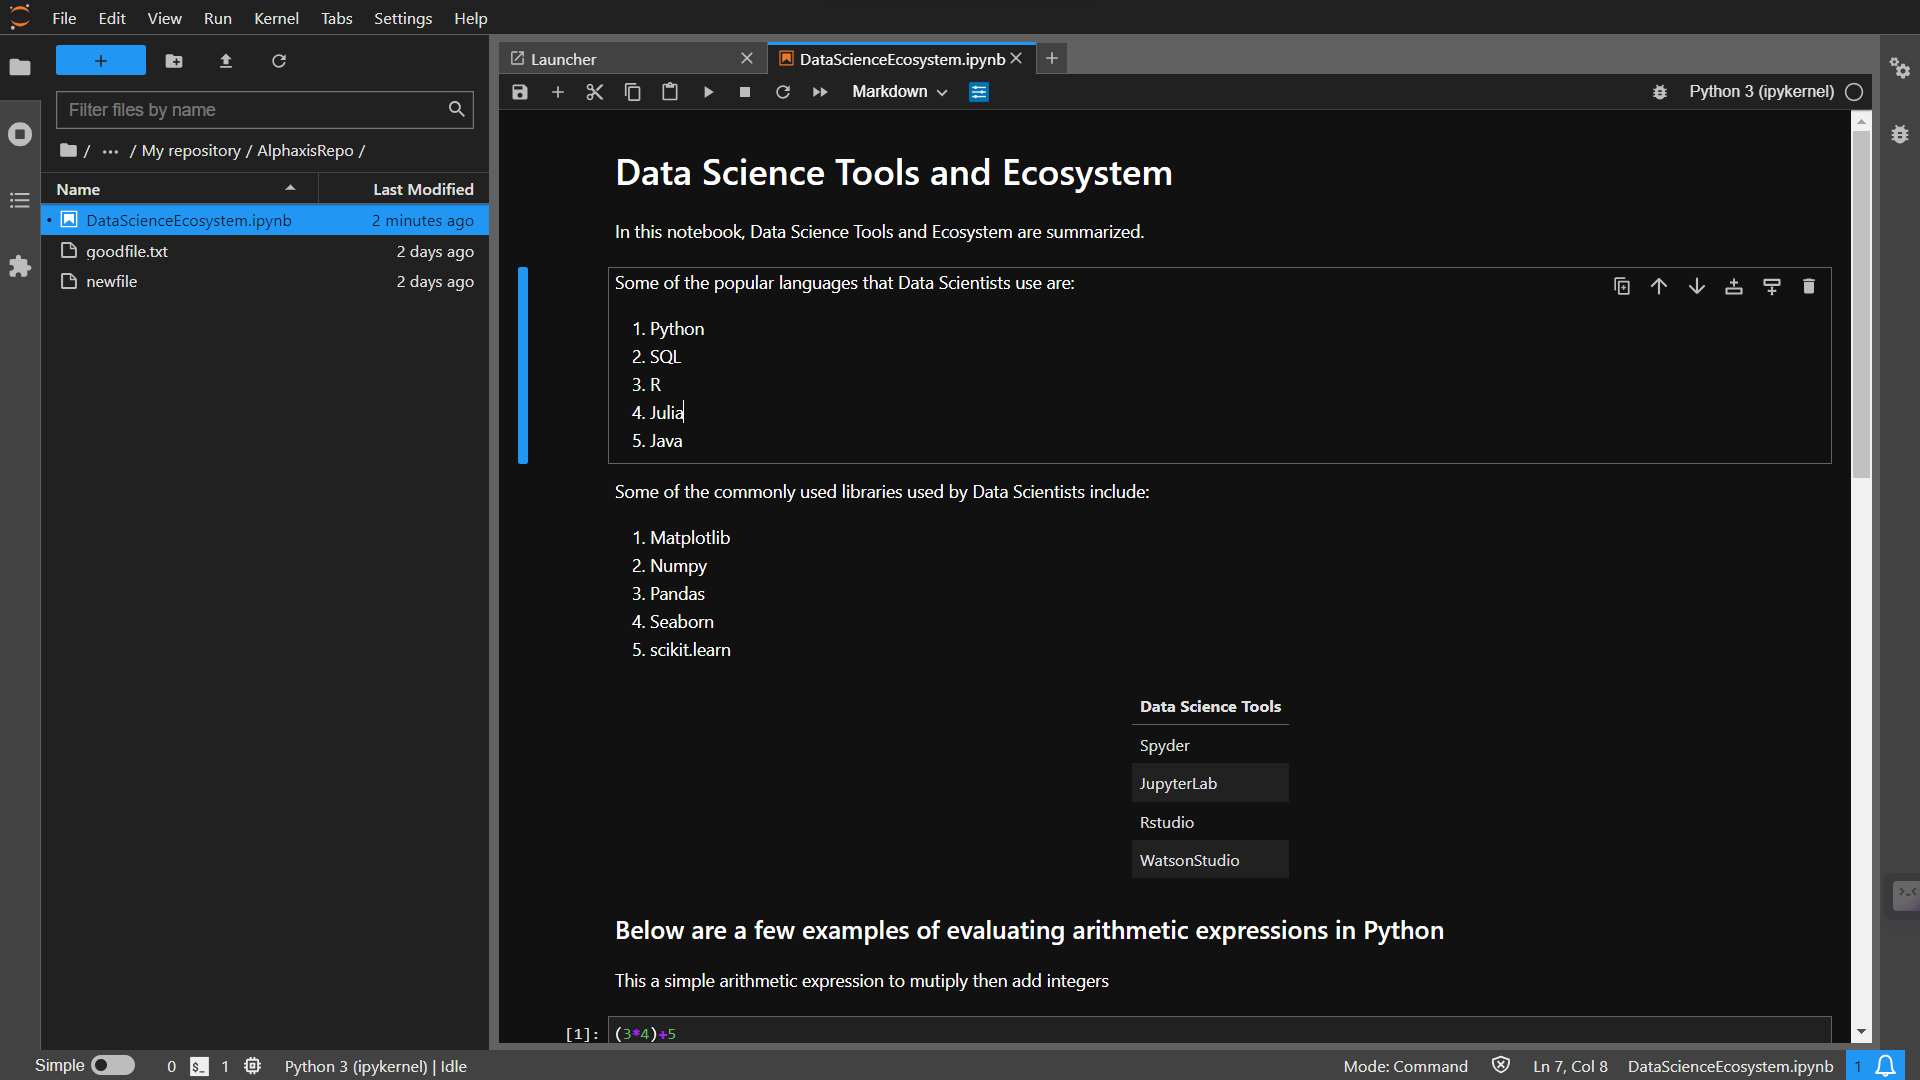 File Edit View Run Kernel Tabs Settings Help
Launcher
DataScienceEcosystem.ipynb
Filter files by name
/ ··· / My repository / AlphaxisRepo /
Name Last Modified
DataScienceEcosystem.ipynb 2 minutes ago
goodfile.txt 2 days ago
newfile 2 days ago
Markdown
Python 3 (ipykernel)
Data Science Tools and Ecosystem
In this notebook, Data Science Tools and Ecosystem are summarized.
Some of the popular languages that Data Scientists use are:
1. Python
2. SQL
3. R
4. Julia
5. Java
Some of the commonly used libraries used by Data Scientists include:
1. Matplotlib
2. Numpy
3. Pandas
4. Seaborn
5. scikit.learn
Data Science Tools
Spyder
JupyterLab
Rstudio
WatsonStudio
Below are a few examples of evaluating arithmetic expressions in Python
This a simple arithmetic expression to mutiply then add integers
[1]: (3*4)+5
Simple 0 $_ 1 Python 3 (ipykernel) | Idle
Mode: Command Ln 7, Col 8 DataScienceEcosystem.ipynb 1